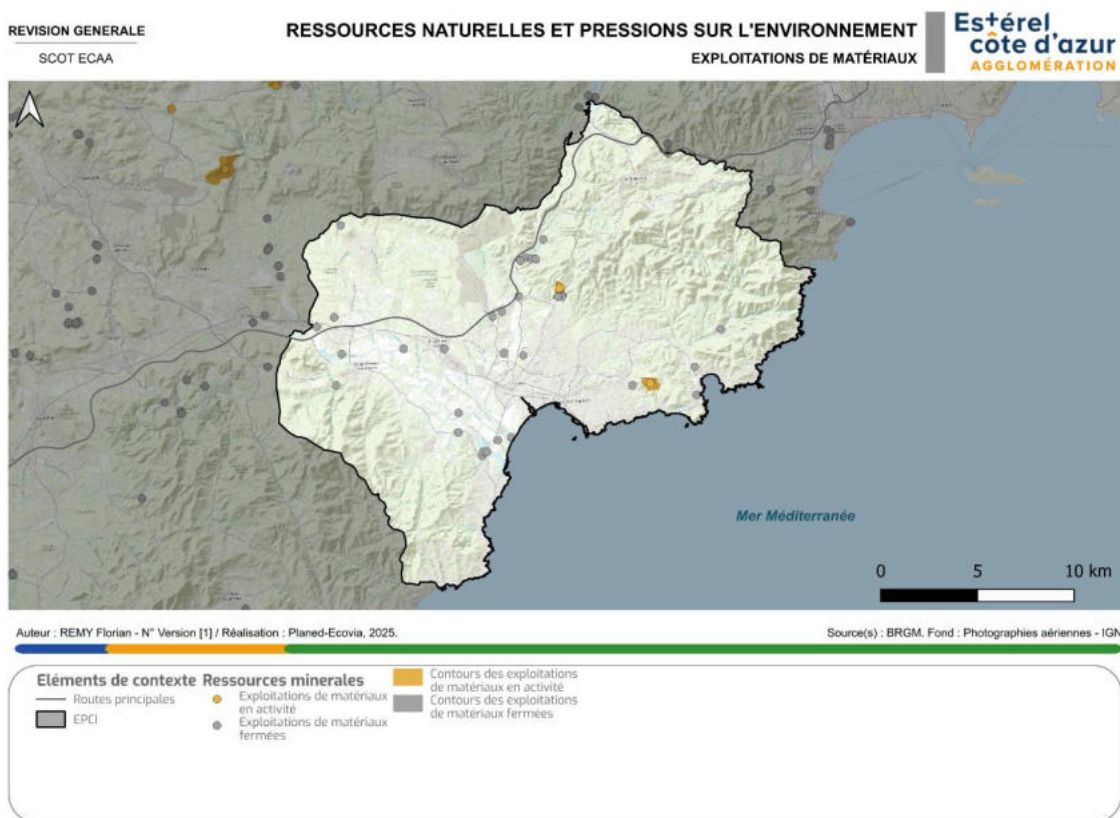 REVISION GENERALE
SCOT ECAA
RESSOURCES NATURELLES ET PRESSIONS SUR L'ENVIRONNEMENT
EXPLOITATIONS DE MATÉRIAUX
Estérel
côte d'azur
AGGLOMÉRATION
Mer Méditerranée
0 5 10 km
Auteur : REMY Florian - N° Version [1] / Réalisation : Planed-Ecovia, 2025.
Source(s) : BRGM. Fond : Photographies aériennes - IGN
Eléments de contexte
Routes principales
EPCI
Ressources minerales
Exploitations de matériaux
en activité
Exploitations de matériaux
fermées
Contours des exploitations
de matériaux en activité
Contours des exploitations
de matériaux fermées